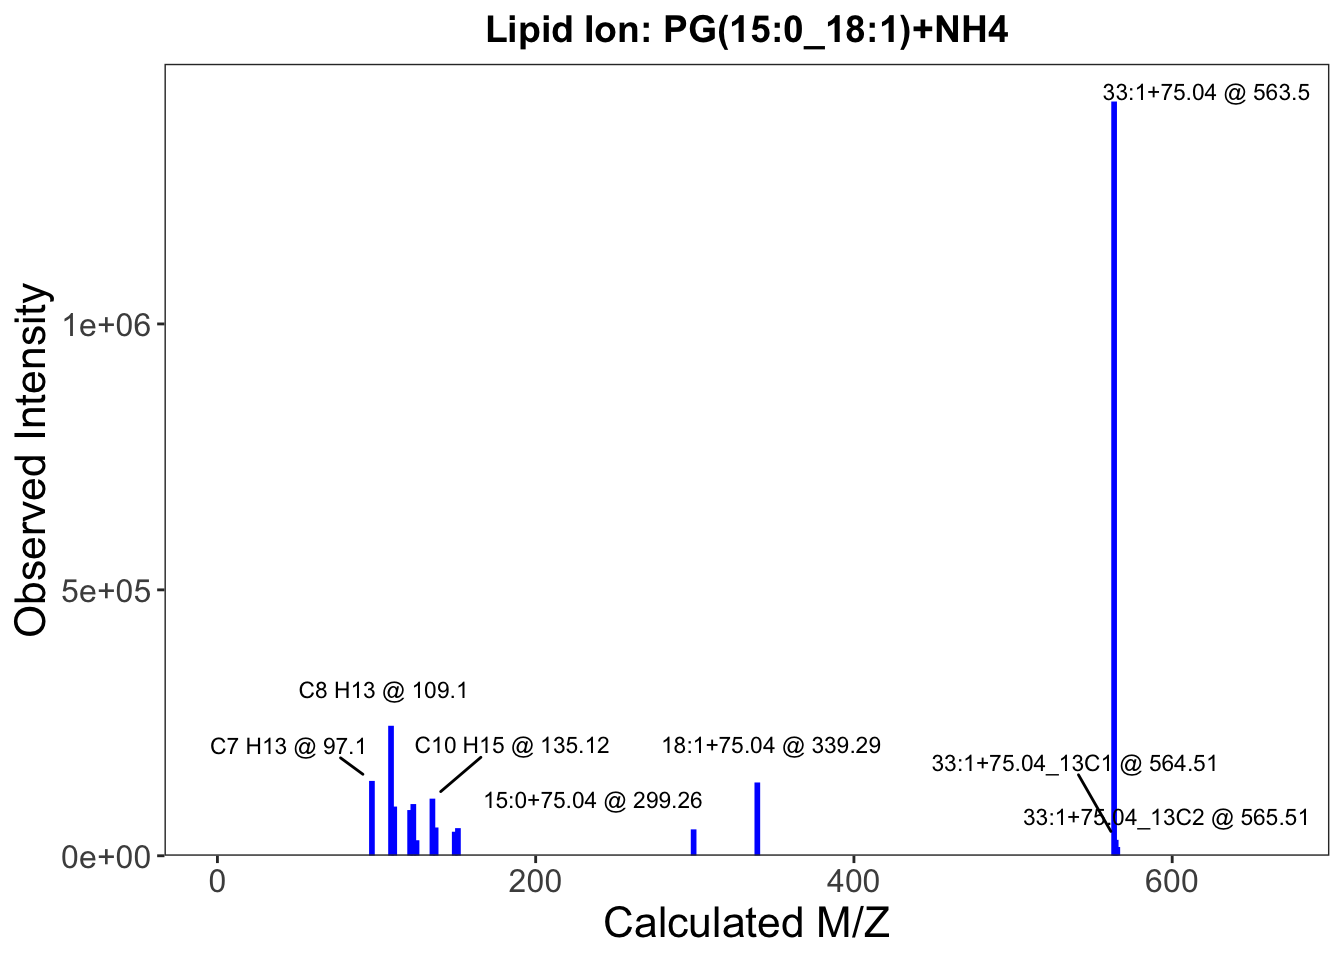 Lipid Ion: PG(15:0_18:1)+NH4
33:1+75.04 @ 563.5
Observed Intensity
1e+06
5e+05
C8 H13 @ 109.1
C7 H13 @ 97.1
C10 H15 @ 135.12
18:1+75.04 @ 339.29
33:1+75.04_13C1 @ 564.51
15:0+75.04 @ 299.26
33:1+75.04_13C2 @ 565.51
0e+00
0
200
400
600
Calculated M/Z